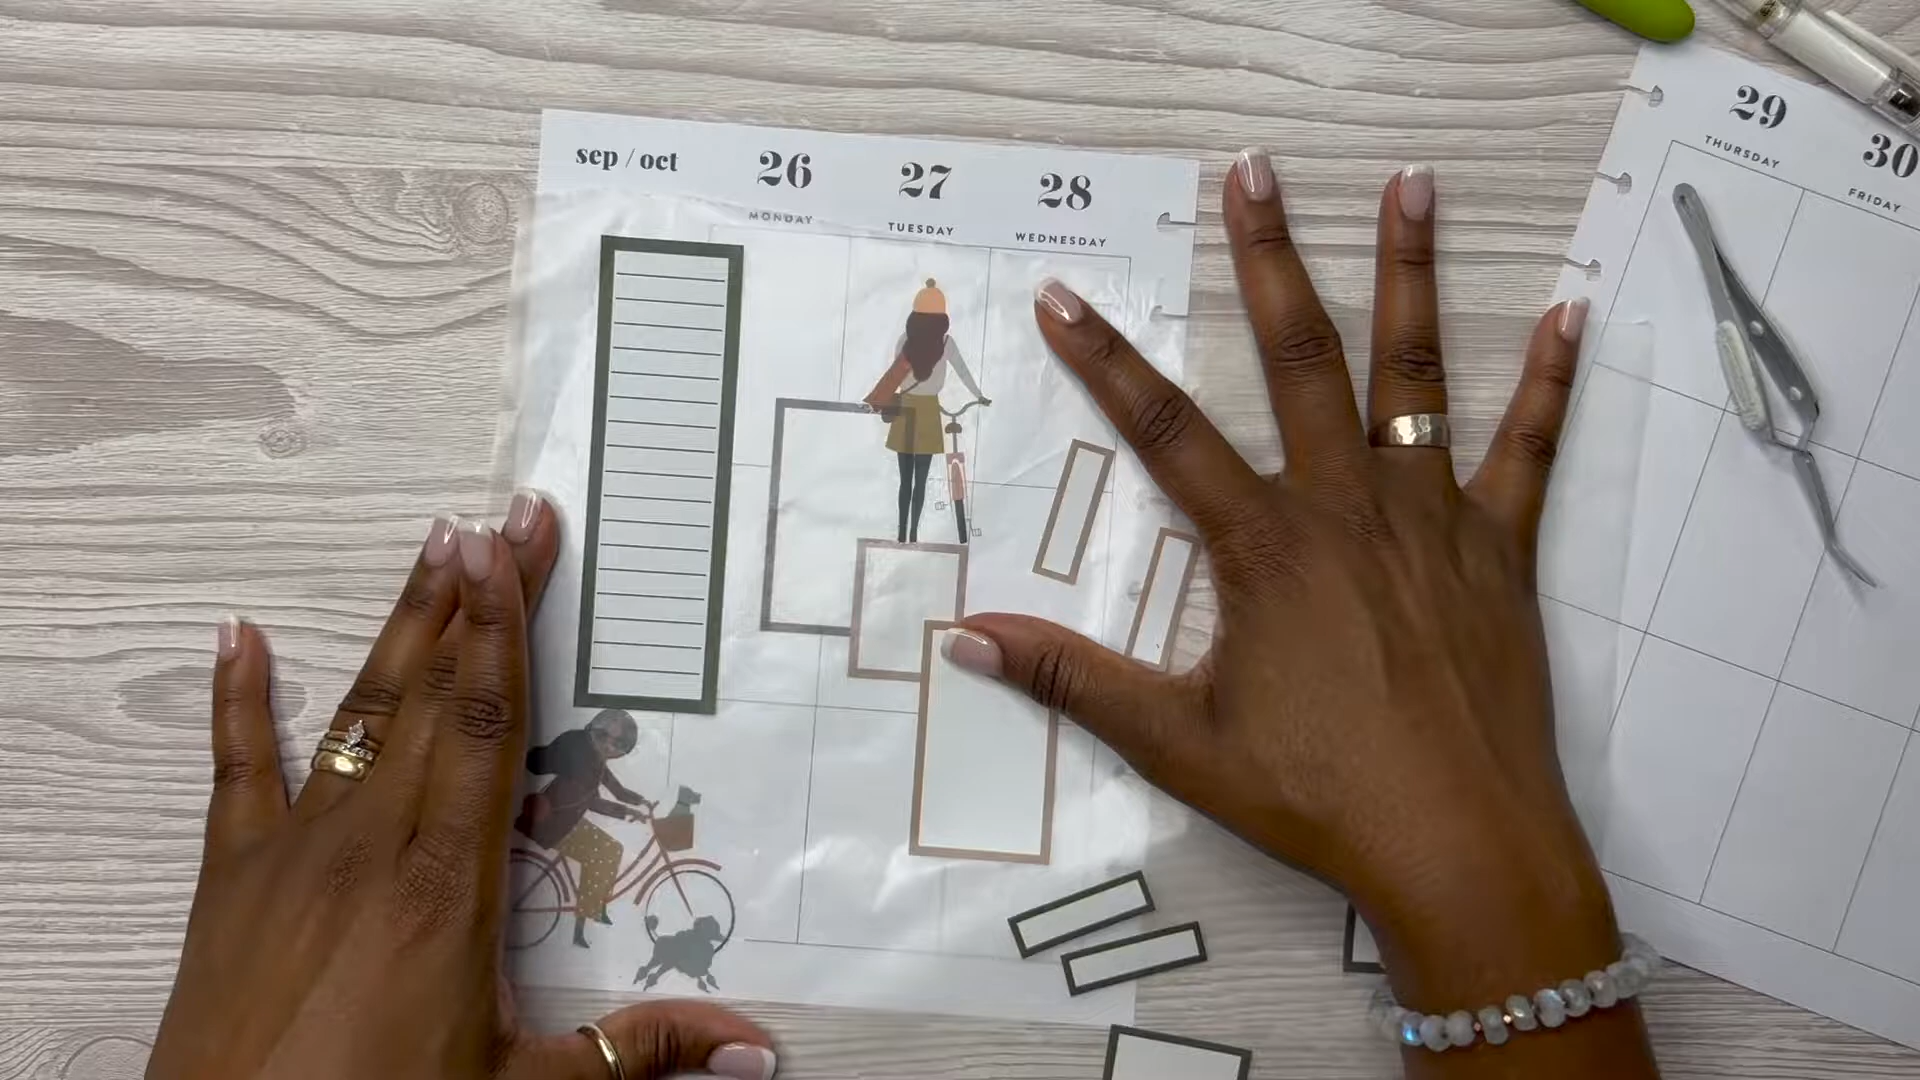 sep / oct
26
MONDAY
27
TUESDAY
28
WEDNESDAY
29
THURSDAY
30
FRIDAY